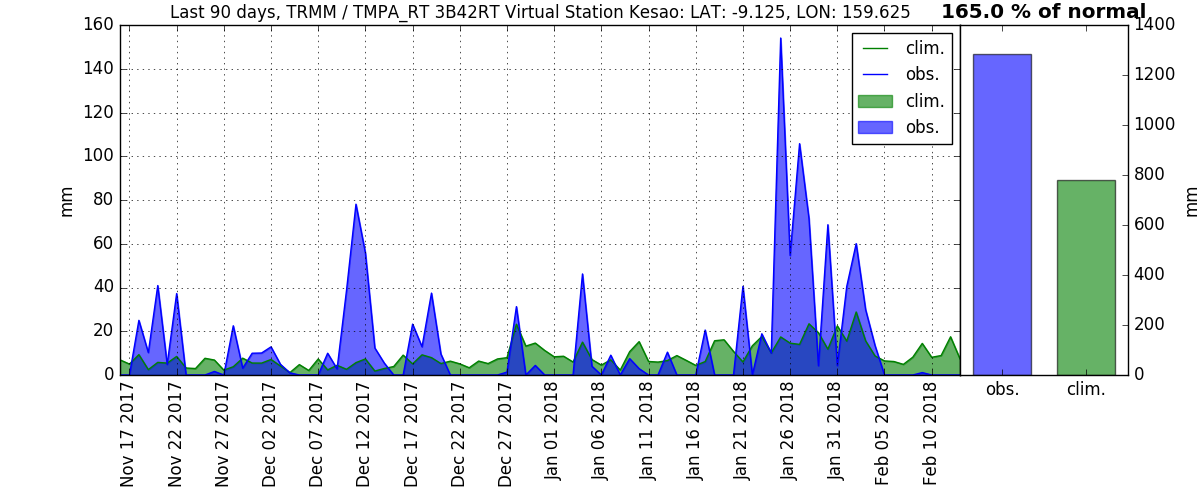 Last 90 days, TRMM / TMPA_RT 3B42RT Virtual Station Kesao: LAT: -9.125, LON: 159.625
165.0 % of normal
160
140
120
100
80
60
40
20
0
mm
clim.
obs.
clim.
obs.
Nov 17 2017
Nov 22 2017
Nov 27 2017
Dec 02 2017
Dec 07 2017
Dec 12 2017
Dec 17 2017
Dec 22 2017
Dec 27 2017
Jan 01 2018
Jan 06 2018
Jan 11 2018
Jan 16 2018
Jan 21 2018
Jan 26 2018
Jan 31 2018
Feb 05 2018
Feb 10 2018
1400
1200
1000
800
600
400
200
0
mm
obs.
clim.